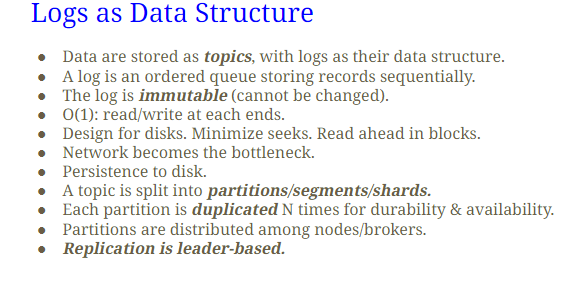 Logs as Data Structure
● Data are stored as topics, with logs as their data structure.
● A log is an ordered queue storing records sequentially.
● The log is immutable (cannot be changed).
● O(1): read/write at each ends.
● Design for disks. Minimize seeks. Read ahead in blocks.
● Network becomes the bottleneck.
● Persistence to disk.
● A topic is split into partitions/segments/shards.
● Each partition is duplicated N times for durability & availability.
● Partitions are distributed among nodes/brokers.
● Replication is leader-based.